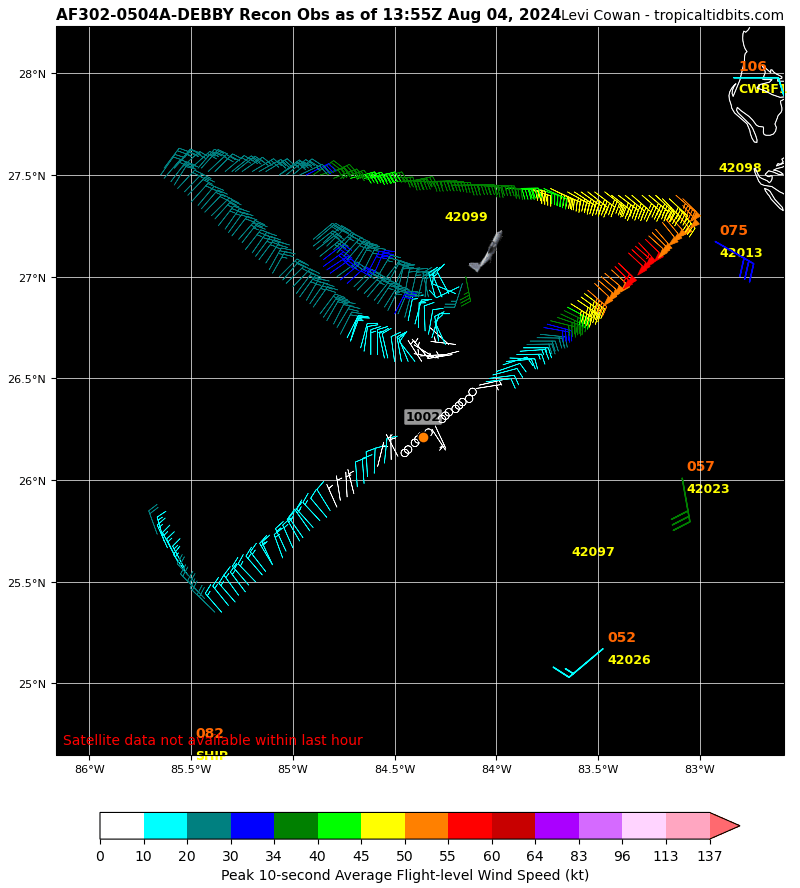 AF302-0504A-DEBBY Recon Obs as of 13:55Z Aug 04, 2024 Levi Cowan - tropicaltidbits.com
28°N
106
CWBF1
27.5°N
42098
42099
075
42013
27°N
26.5°N
1002
057
42023
26°N
42097
25.5°N
052
42026
25°N
082
SHIP
Satellite data not available within last hour
86°W 85.5°W 85°W 84.5°W 84°W 83.5°W 83°W
0 10 20 30 34 40 45 50 55 60 64 83 96 113 137
Peak 10-second Average Flight-level Wind Speed (kt)